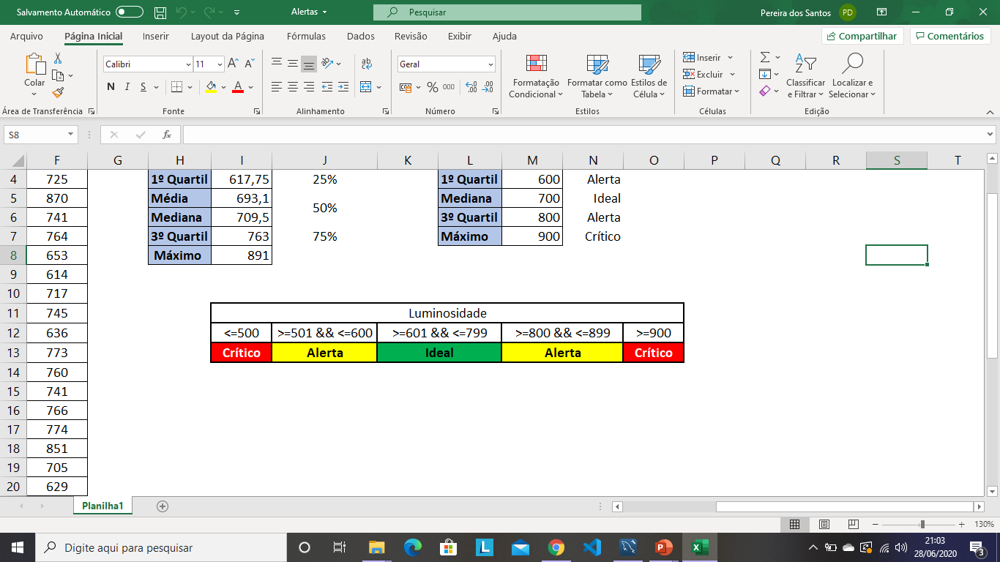 Salvamento Automático
Alertas
Pesquisar
Pereira dos Santos
PD
Arquivo Página Inicial Inserir Layout da Página Fórmulas Dados Revisão Exibir Ajuda
Compartilhar Comentários
Colar
Área de Transferência
Calibri 11
N I S
A
Fonte
ab
Alinhamento
Geral
% 000
Número
Formatação Condicional
Formatar como Tabela
Estilos de Célula
Estilos
Inserir
Excluir
Formatar
Células
Classificar e Filtrar
Localizar e Selecionar
Edição
S8
fx
F G H I J K L M N O P Q R S T
4 725 1º Quartil 617,75 25% 1º Quartil 600 Alerta
5 870 Média 693,1 Mediana 700 Ideal
50%
6 741 Mediana 709,5 3º Quartil 800 Alerta
7 764 3º Quartil 763 75% Máximo 900 Crítico
8 653 Máximo 891
9 614
10 717
11 745 Luminosidade
12 636 <=500 >=501 && <=600 >=601 && <=799 >=800 && <=899 >=900
13 773 Crítico Alerta Ideal Alerta Crítico
14 760
15 741
16 766
17 774
18 851
19 705
20 629
Planilha1
130%
Digite aqui para pesquisar
21:03
28/06/2020
3